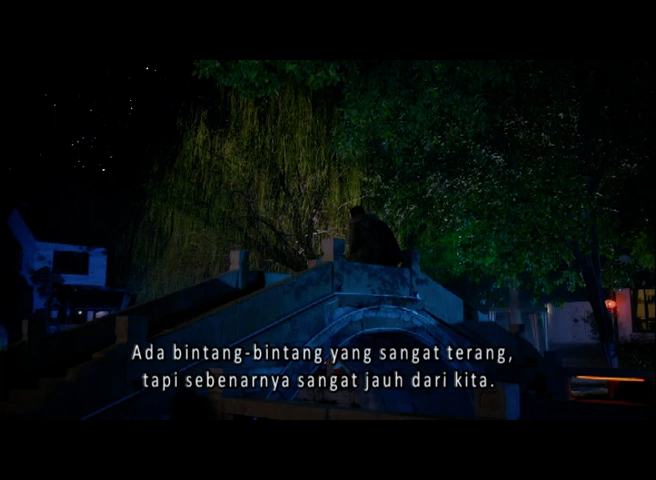 Ada bintang-bintang yang sangat terang,
tapi sebenarnya sangat jauh dari kita.